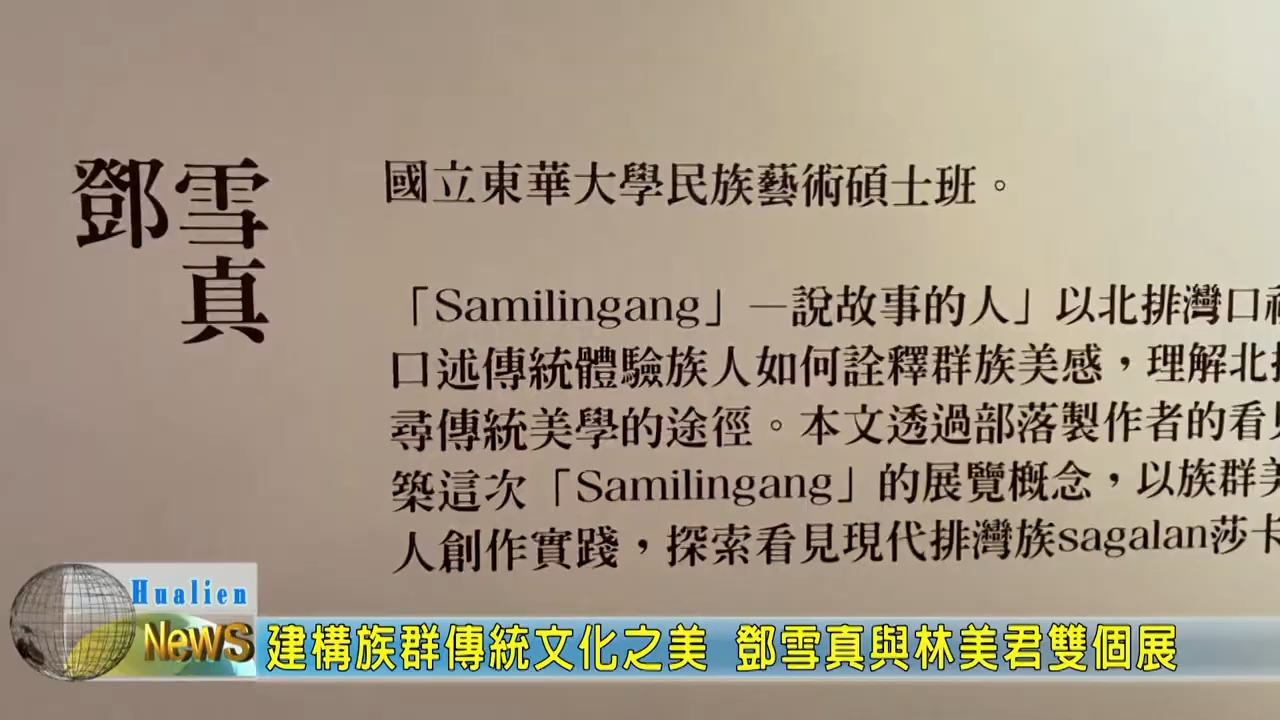 鄧雪真
國立東華大學民族藝術碩士班。
「Samilingang」—說故事的人」以北排灣口
口述傳統體驗族人如何詮釋群族美感，理解北
尋傳統美學的途徑。本文透過部落製作者的看
築這次「Samilingang」的展覽概念，以族群美
人創作實踐，探索看見現代排灣族sagalan莎卡
Hualien
News
建構族群傳統文化之美 鄧雪真與林美君雙個展